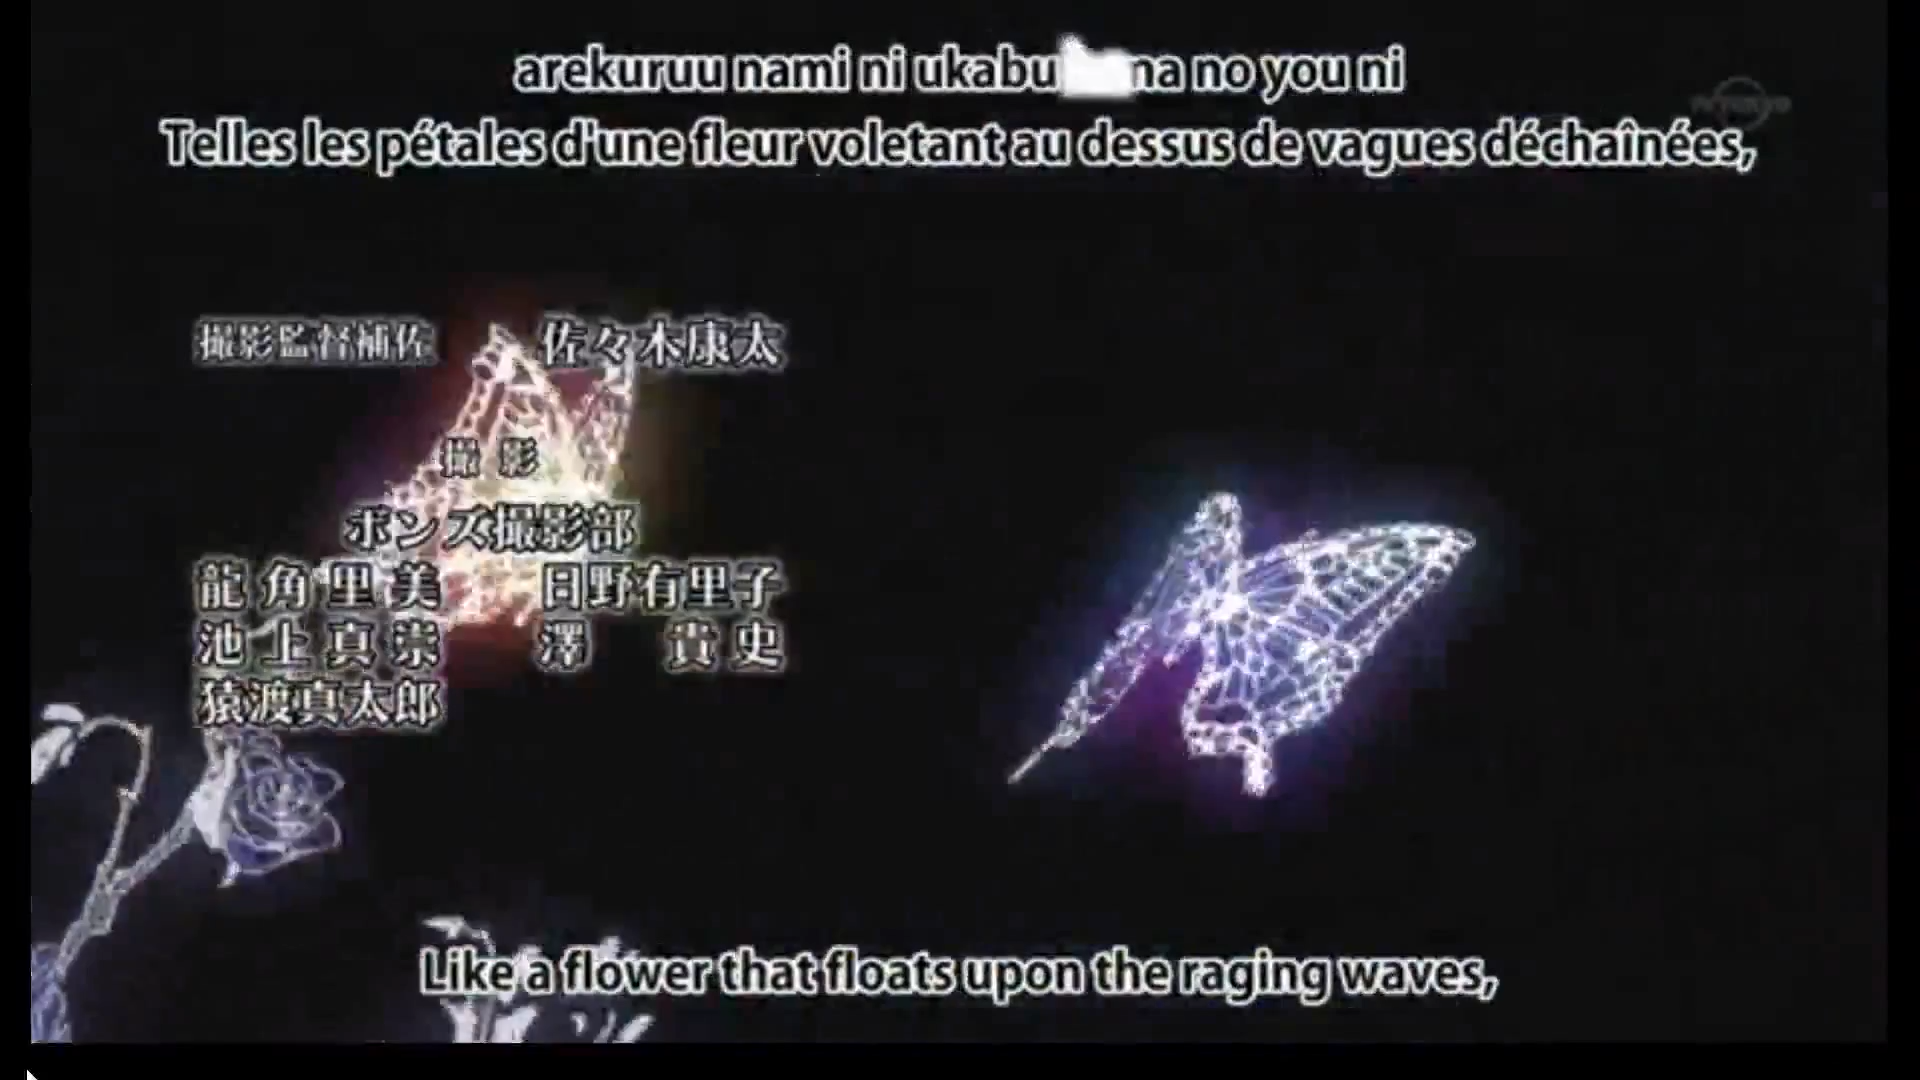 arekuruu nami ni ukabu na no you ni
Telles les pétales d'une fleur voletant au dessus de vagues déchaînées,
TV TOKYO
撮影監督補佐 佐々木康太
撮影
ボンズ撮影部
龍角里美 日野有里子
池上真崇 澤貴史
猿渡真太郎
Like a flower that floats upon the raging waves,